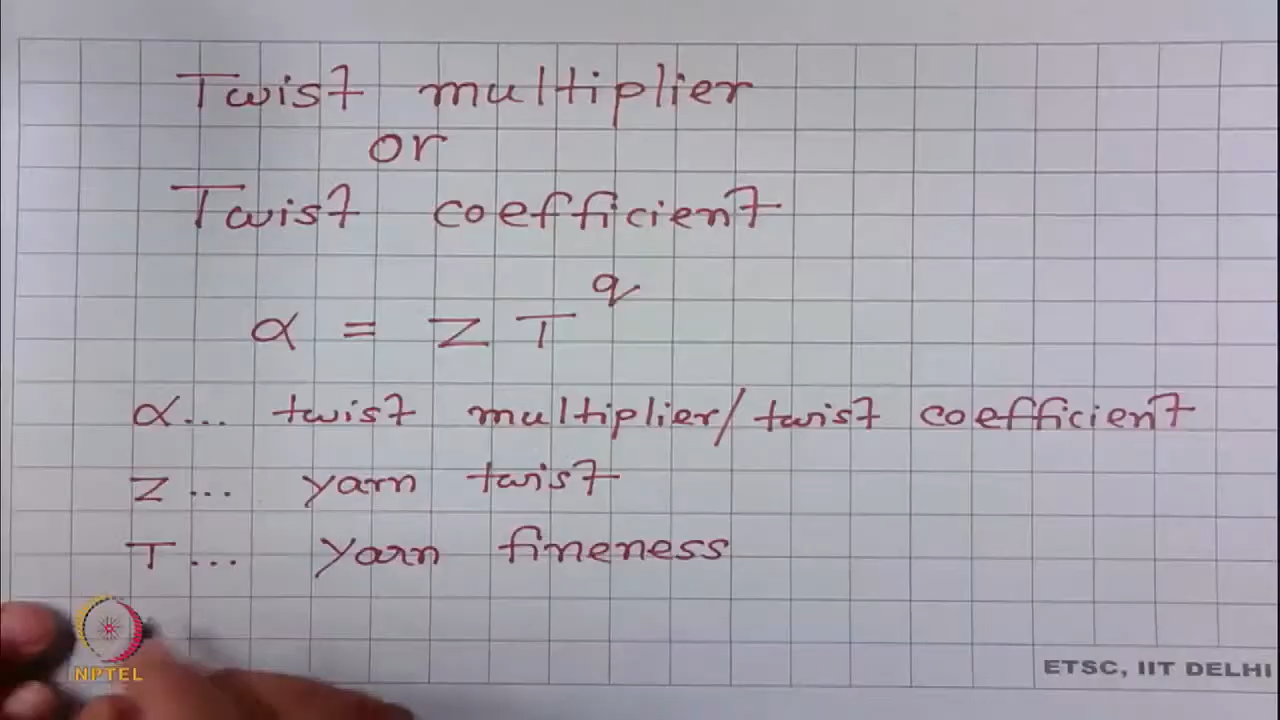 Twist multiplier
or
Twist coefficient
α = Z T^q
α... twist multiplier/twist coefficient
Z... yarn twist
T... yarn fineness
NPTEL
ETSC, IIT DELHI